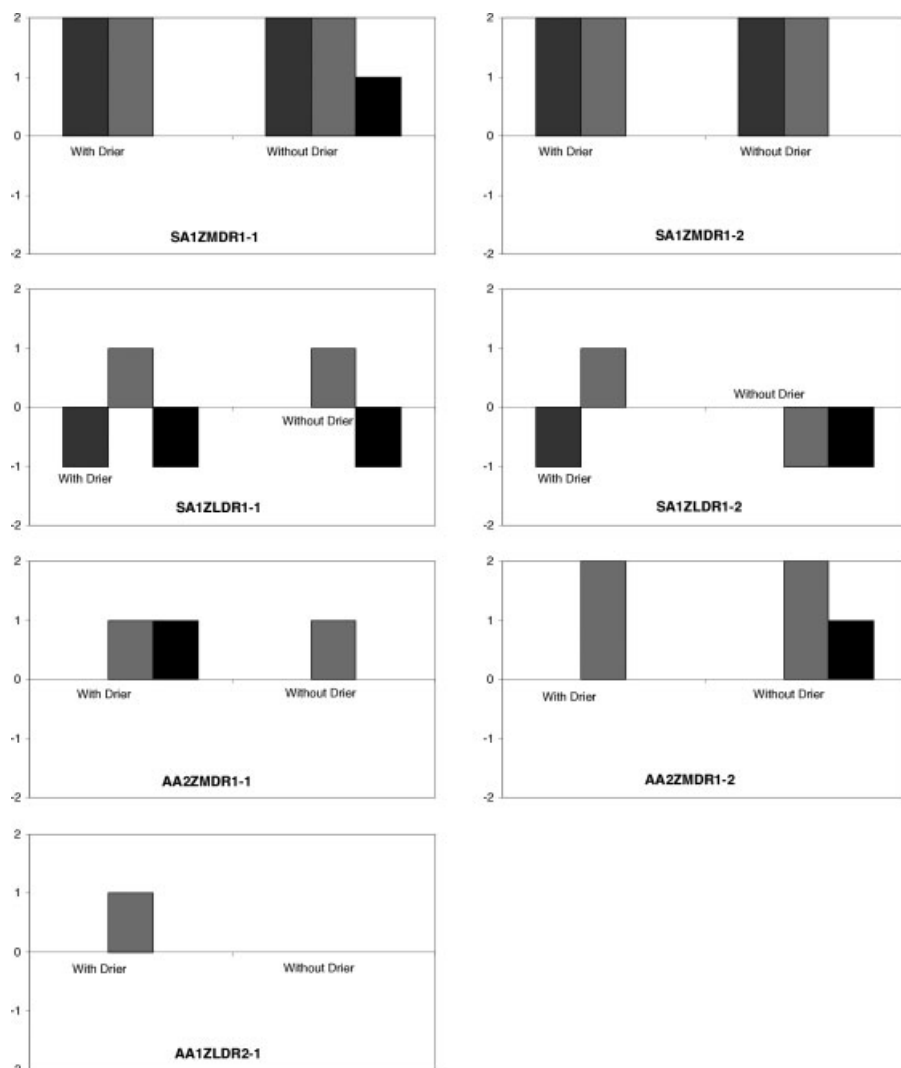 2
1
0
-1
-2
With Drier
Without Drier
SA1ZMDR1-1
2
1
0
-1
-2
With Drier
Without Drier
SA1ZMDR1-2
2
1
0
-1
-2
With Drier
Without Drier
SA1ZLDR1-1
2
1
0
-1
-2
With Drier
Without Drier
SA1ZLDR1-2
2
1
0
-1
-2
With Drier
Without Drier
AA2ZMDR1-1
2
1
0
-1
-2
With Drier
Without Drier
AA2ZMDR1-2
2
1
0
-1
-2
With Drier
Without Drier
AA1ZLDR2-1